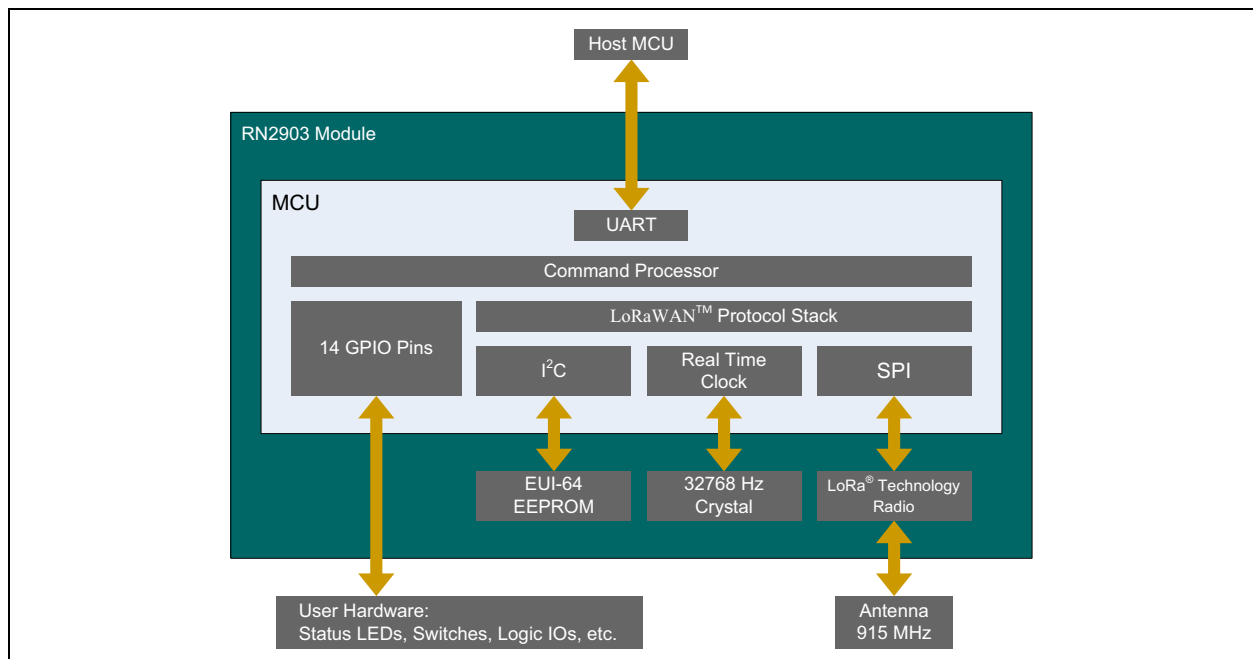 Host MCU
RN2903 Module
MCU
UART
Command Processor
14 GPIO Pins
LoRaWAN™ Protocol Stack
I²C
Real Time
Clock
SPI
EUI-64
EEPROM
32768 Hz
Crystal
LoRa® Technology
Radio
User Hardware:
Status LEDs, Switches, Logic IOs, etc.
Antenna
915 MHz